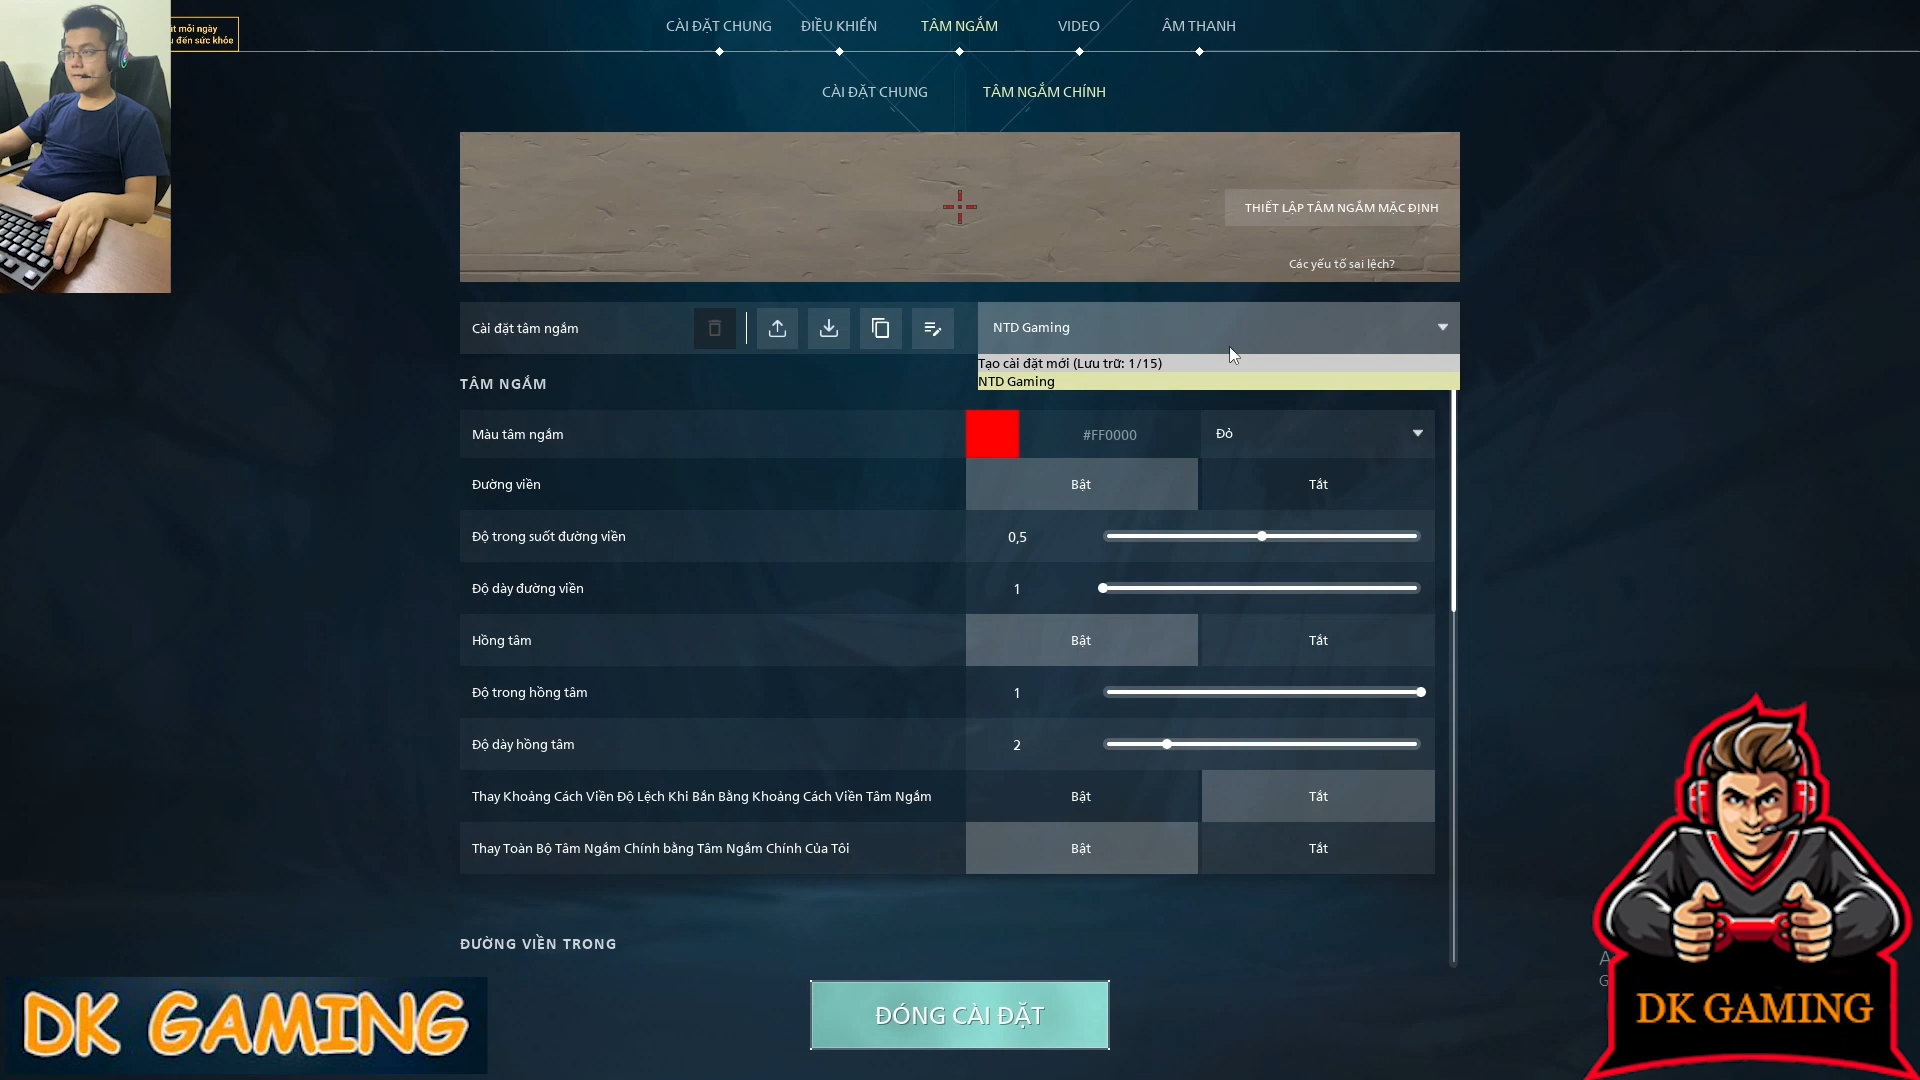 út mỗi ngày
đến sức khỏe
CÀI ĐẶT CHUNG
ĐIỀU KHIỂN
TÂM NGẮM
VIDEO
ÂM THANH
CÀI ĐẶT CHUNG
TÂM NGẮM CHÍNH
THIẾT LẬP TÂM NGẮM MẶC ĐỊNH
Các yếu tố sai lệch?
Cài đặt tâm ngắm
NTD Gaming
Tạo cài đặt mới (Lưu trữ: 1/15)
NTD Gaming
TÂM NGẮM
Màu tâm ngắm
#FF0000
Đỏ
Đường viền
Bật
Tắt
Độ trong suốt đường viền
0,5
Độ dày đường viền
1
Hồng tâm
Bật
Tắt
Độ trong hồng tâm
1
Độ dày hồng tâm
2
Thay Khoảng Cách Viền Độ Lệch Khi Bắn Bằng Khoảng Cách Viền Tâm Ngắm
Bật
Tắt
Thay Toàn Bộ Tâm Ngắm Chính bằng Tâm Ngắm Chính Của Tôi
Bật
Tắt
ĐƯỜNG VIỀN TRONG
ĐÓNG CÀI ĐẶT
DK GAMING
DK GAMING